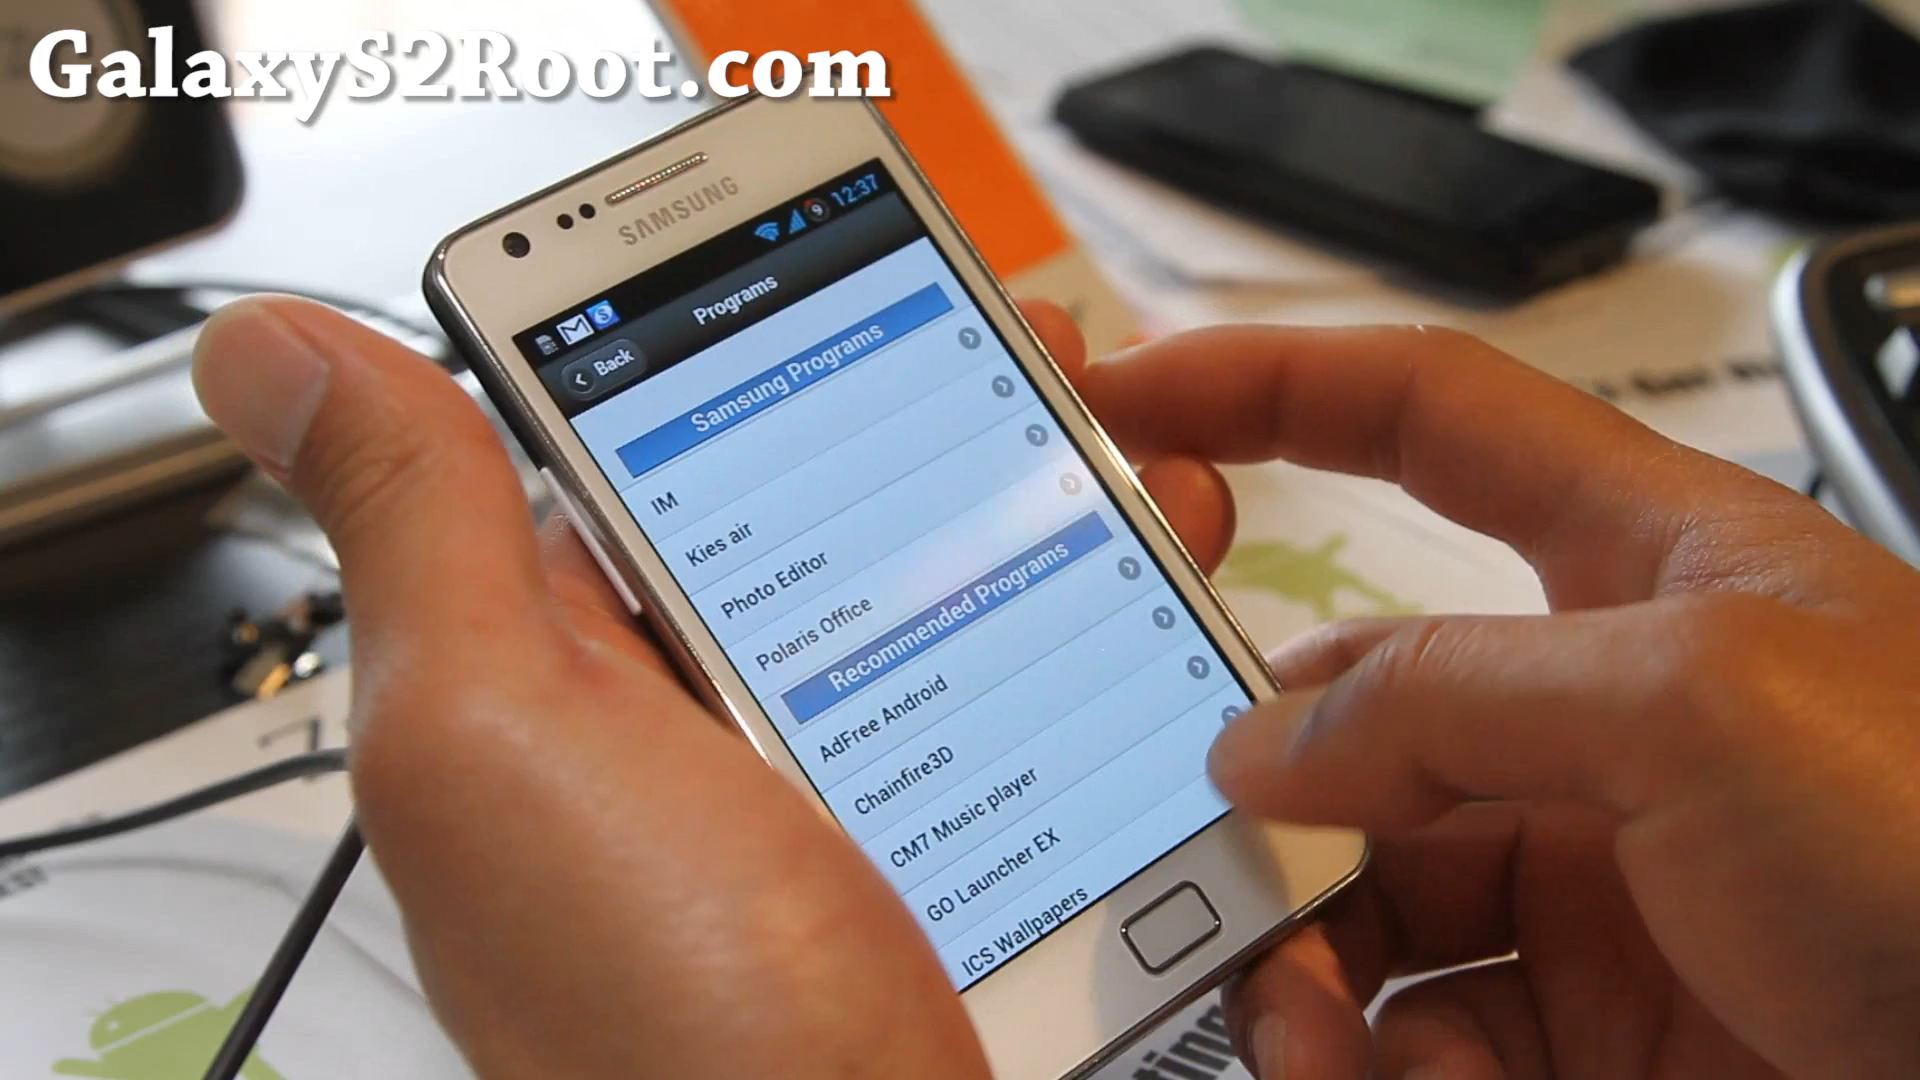 GalaxyS2Root.com
SAMSUNG
9 12:37
Back
Programs
Samsung Programs
IM
Kies air
Photo Editor
Polaris Office
Recommended Programs
AdFree Android
Chainfire3D
CM7 Music player
GO Launcher EX
ICS Wallpapers